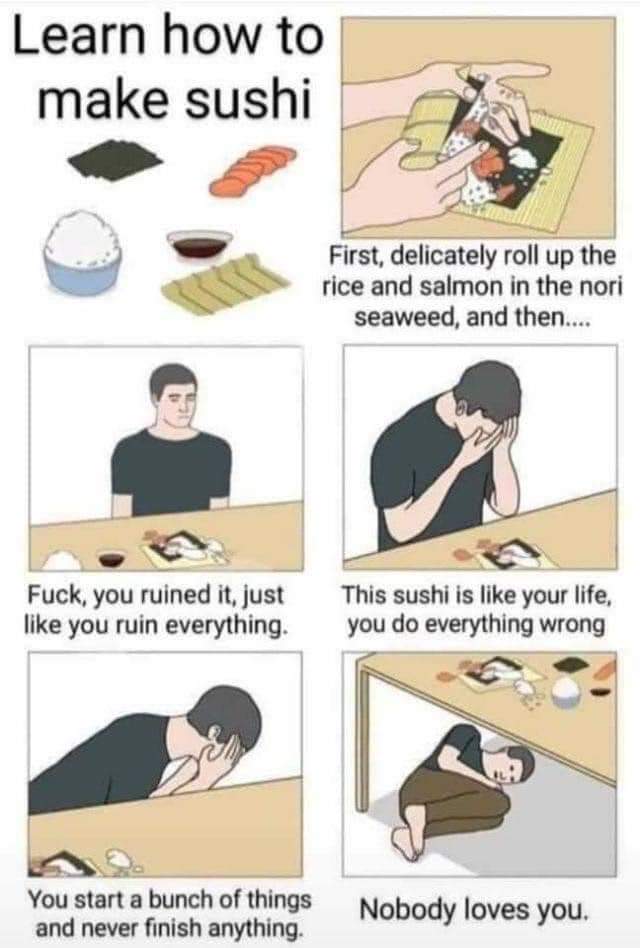 Learn how to
make sushi
First, delicately roll up the
rice and salmon in the nori
seaweed, and then....
Fuck, you ruined it, just
like you ruin everything.
This sushi is like your life,
you do everything wrong
You start a bunch of things
and never finish anything.
Nobody loves you.